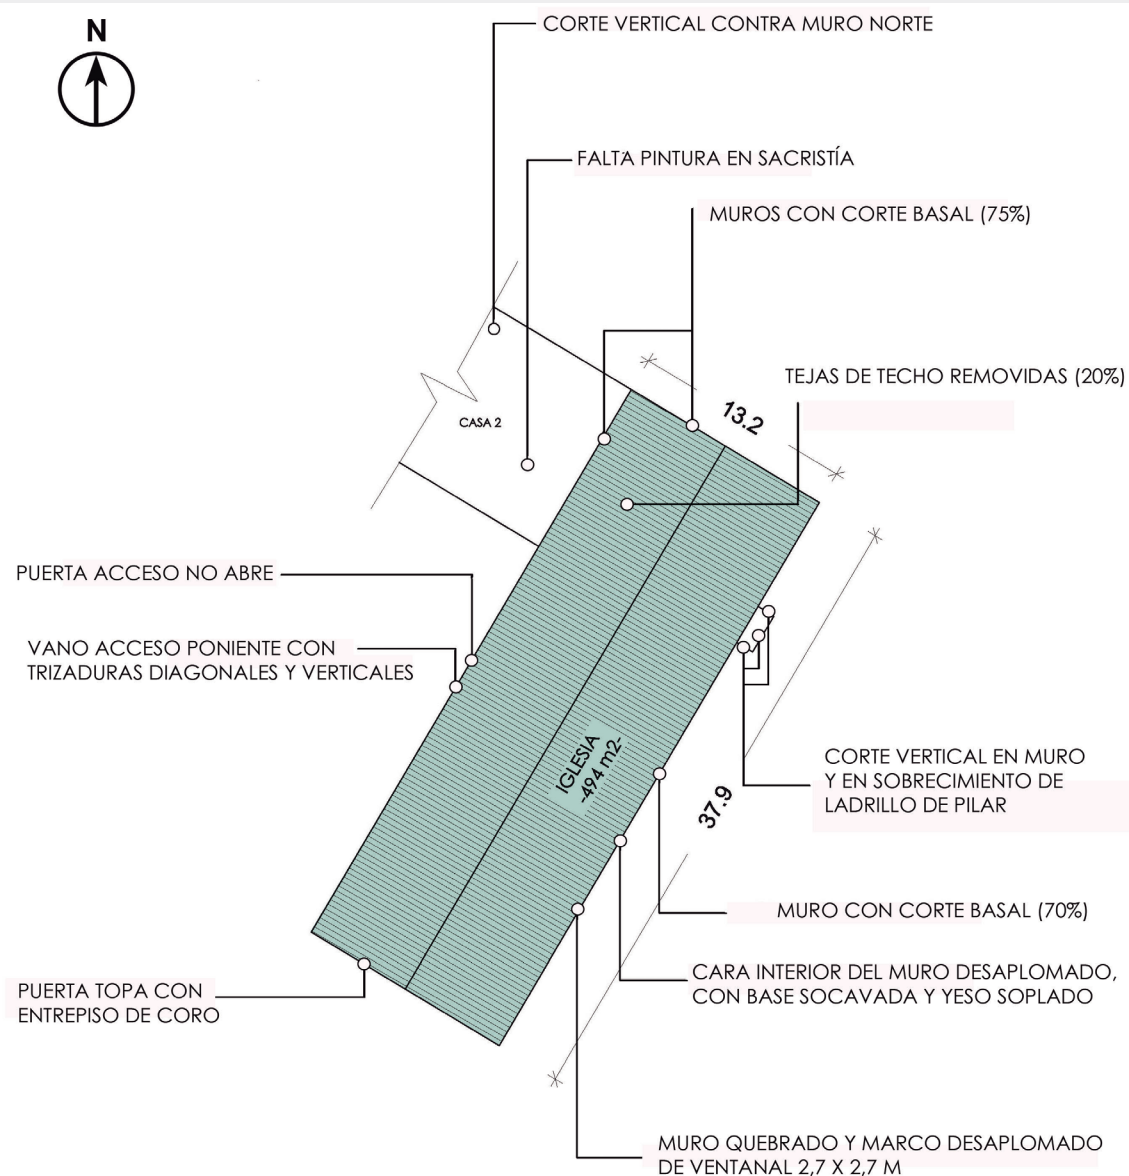 N
CORTE VERTICAL CONTRA MURO NORTE
FALTA PINTURA EN SACRISTÍA
MUROS CON CORTE BASAL (75%)
TEJAS DE TECHO REMOVIDAS (20%)
13.2
CASA 2
PUERTA ACCESO NO ABRE
VANO ACCESO PONIENTE CON
TRIZADURAS DIAGONALES Y VERTICALES
IGLESIA
-494 m2-
37.9
CORTE VERTICAL EN MURO
Y EN SOBRECIMIENTO DE
LADRILLO DE PILAR
MURO CON CORTE BASAL (70%)
CARA INTERIOR DEL MURO DESAPLOMADO,
CON BASE SOCAVADA Y YESO SOPLADO
PUERTA TOPA CON
ENTREPISO DE CORO
MURO QUEBRADO Y MARCO DESAPLOMADO
DE VENTANAL 2,7 X 2,7 M